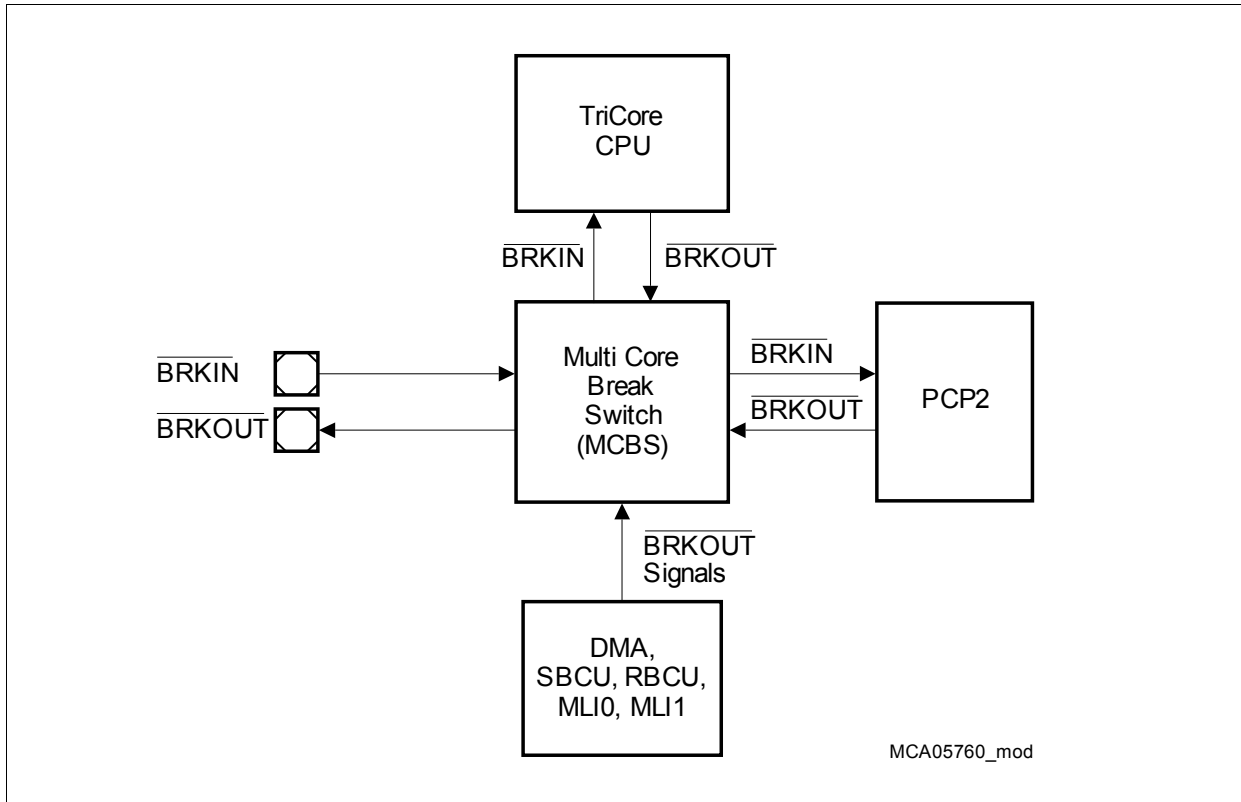 TriCore
CPU
BRKIN
BRKOUT
BRKIN
BRKOUT
Multi Core
Break
Switch
(MCBS)
BRKIN
BRKOUT
PCP2
BRKOUT
Signals
DMA,
SBCU, RBCU,
MLI0, MLI1
MCA05760_mod